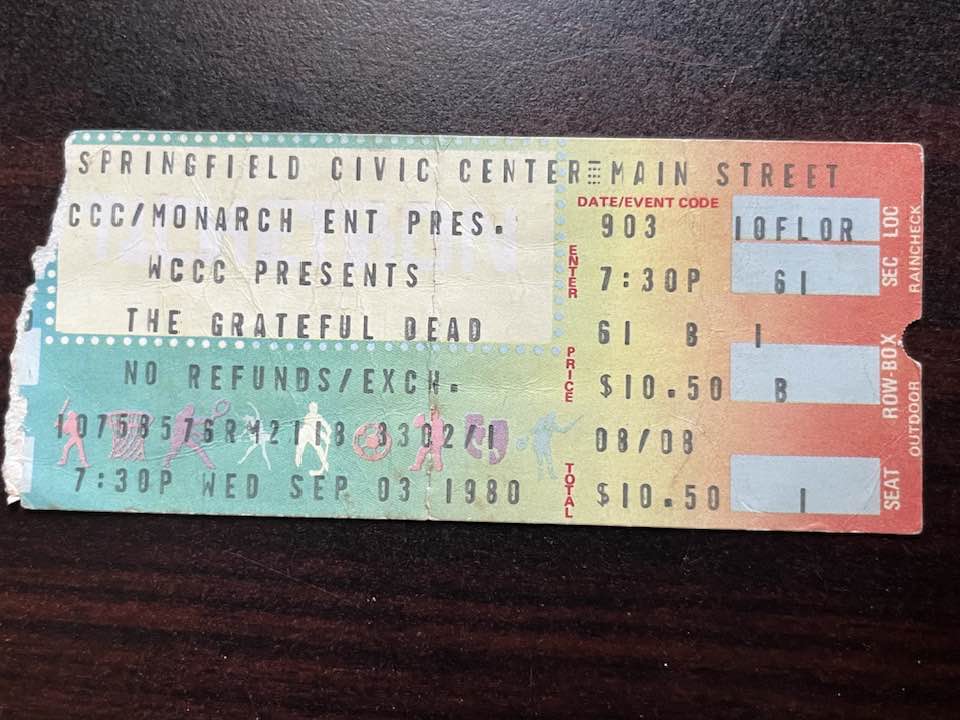 SPRINGFIELD CIVIC CENTER MAIN STREET
CCC/MONARCH ENT PRES.
WCCC PRESENTS
THE GRATEFUL DEAD
NO REFUNDS/EXCH.
7:30P WED SEP 03 1980
DATE/EVENT CODE
903
ENTER
7:30P
61 B 1
PRICE
$10.50
08/08
TOTAL
$10.50
10FLOR
61
B
1
LOC
SEC
ROW-BOX
SEAT
RAINCHECK
OUTDOOR